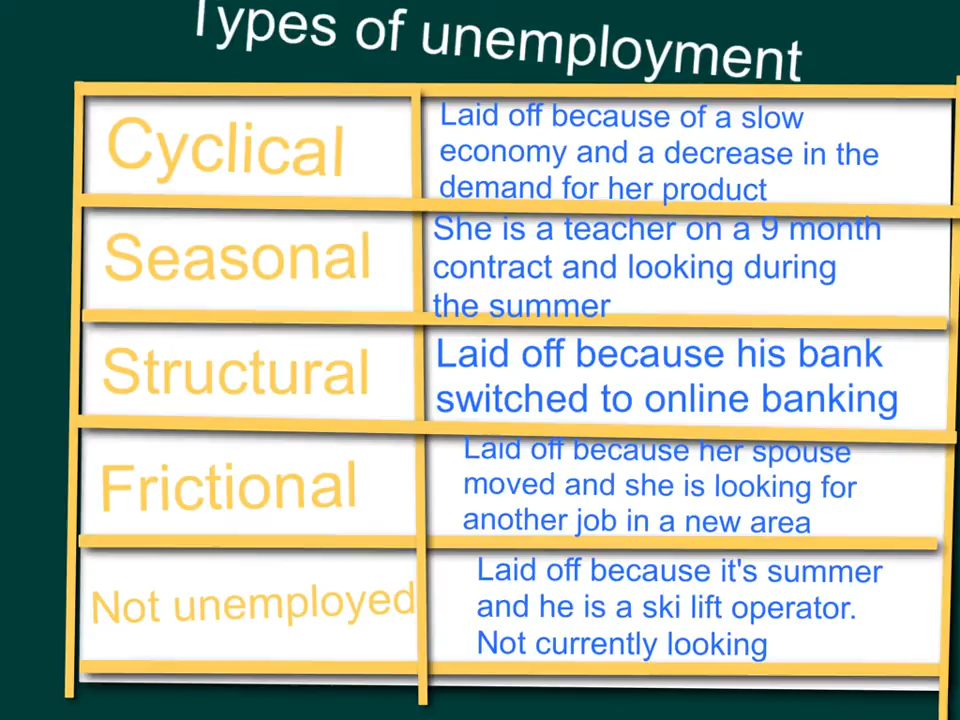 Types of unemployment
Cyclical
Laid off because of a slow
economy and a decrease in the
demand for her product
Seasonal
She is a teacher on a 9 month
contract and looking during
the summer
Structural
Laid off because his bank
switched to online banking
Frictional
Laid off because her spouse
moved and she is looking for
another job in a new area
Not unemployed
Laid off because it's summer
and he is a ski lift operator.
Not currently looking